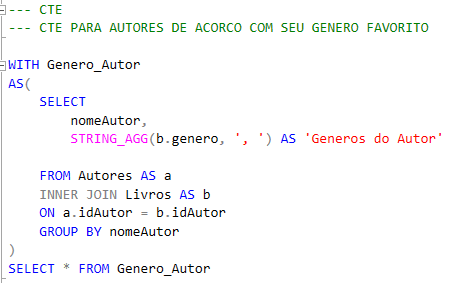 --- CTE
--- CTE PARA AUTORES DE ACORCO COM SEU GENERO FAVORITO
WITH Genero_Autor
AS(
SELECT
nomeAutor,
STRING_AGG(b.genero, ', ') AS 'Generos do Autor'
FROM Autores AS a
INNER JOIN Livros AS b
ON a.idAutor = b.idAutor
GROUP BY nomeAutor
)
SELECT * FROM Genero_Autor